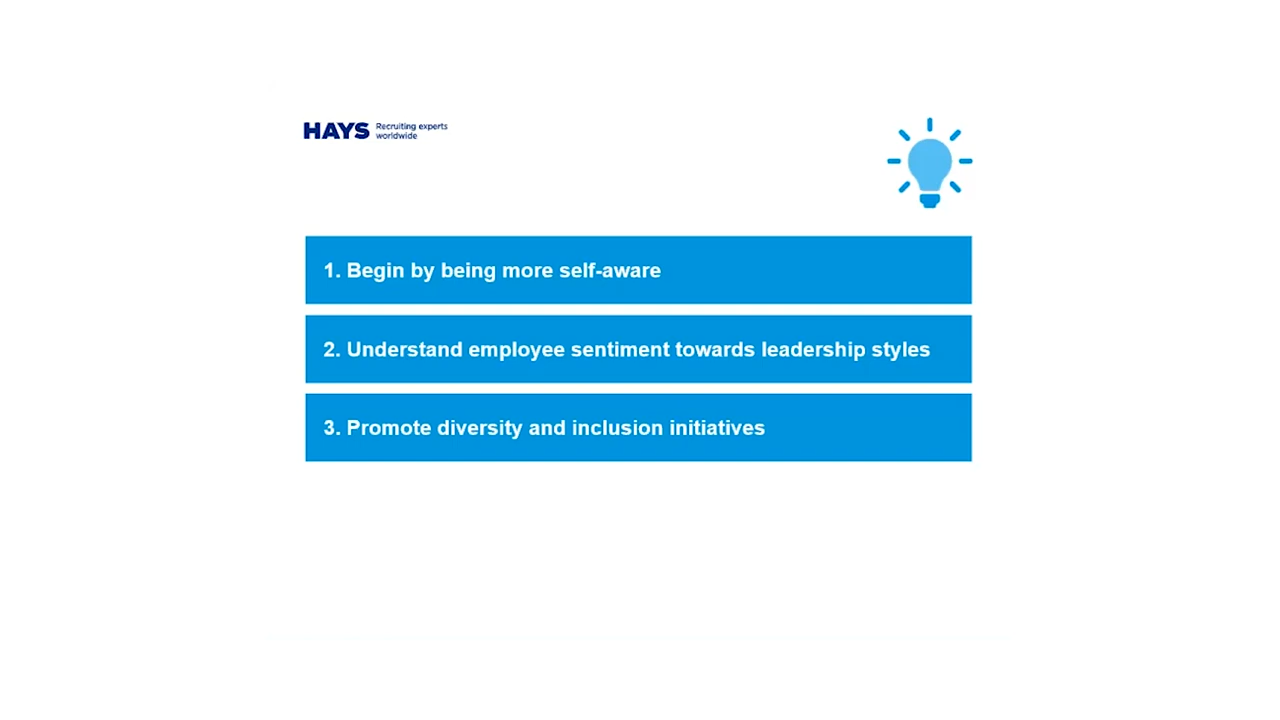 HAYS Recruiting experts
worldwide
1. Begin by being more self-aware
2. Understand employee sentiment towards leadership styles
3. Promote diversity and inclusion initiatives